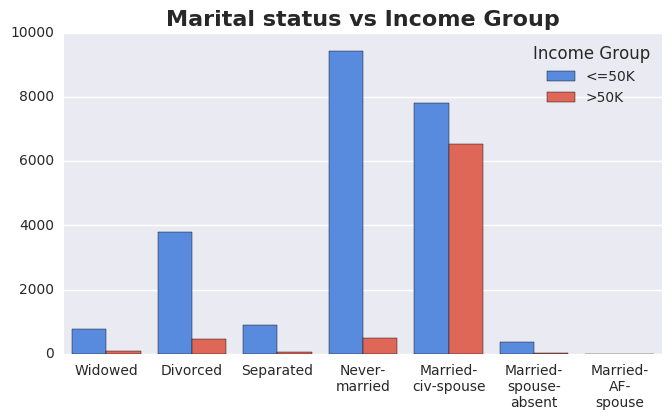 Marital status vs Income Group
10000
8000
6000
4000
2000
0
Income Group
<=50K
>50K
Widowed
Divorced
Separated
Never-
married
Married-
civ-spouse
Married-
spouse-
absent
Married-
AF-
spouse